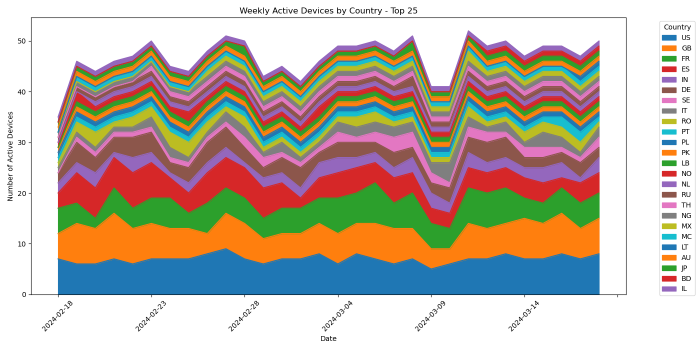 Weekly Active Devices by Country - Top 25
Number of Active Devices
50
40
30
20
10
0
2024-02-18
2024-02-23
2024-02-28
2024-03-04
2024-03-09
2024-03-14
Date
Country
US
GB
FR
ES
IN
DE
SE
IT
RO
PT
PL
PK
LB
NO
NL
RU
TH
NG
MX
MC
LT
AU
JP
BD
IL